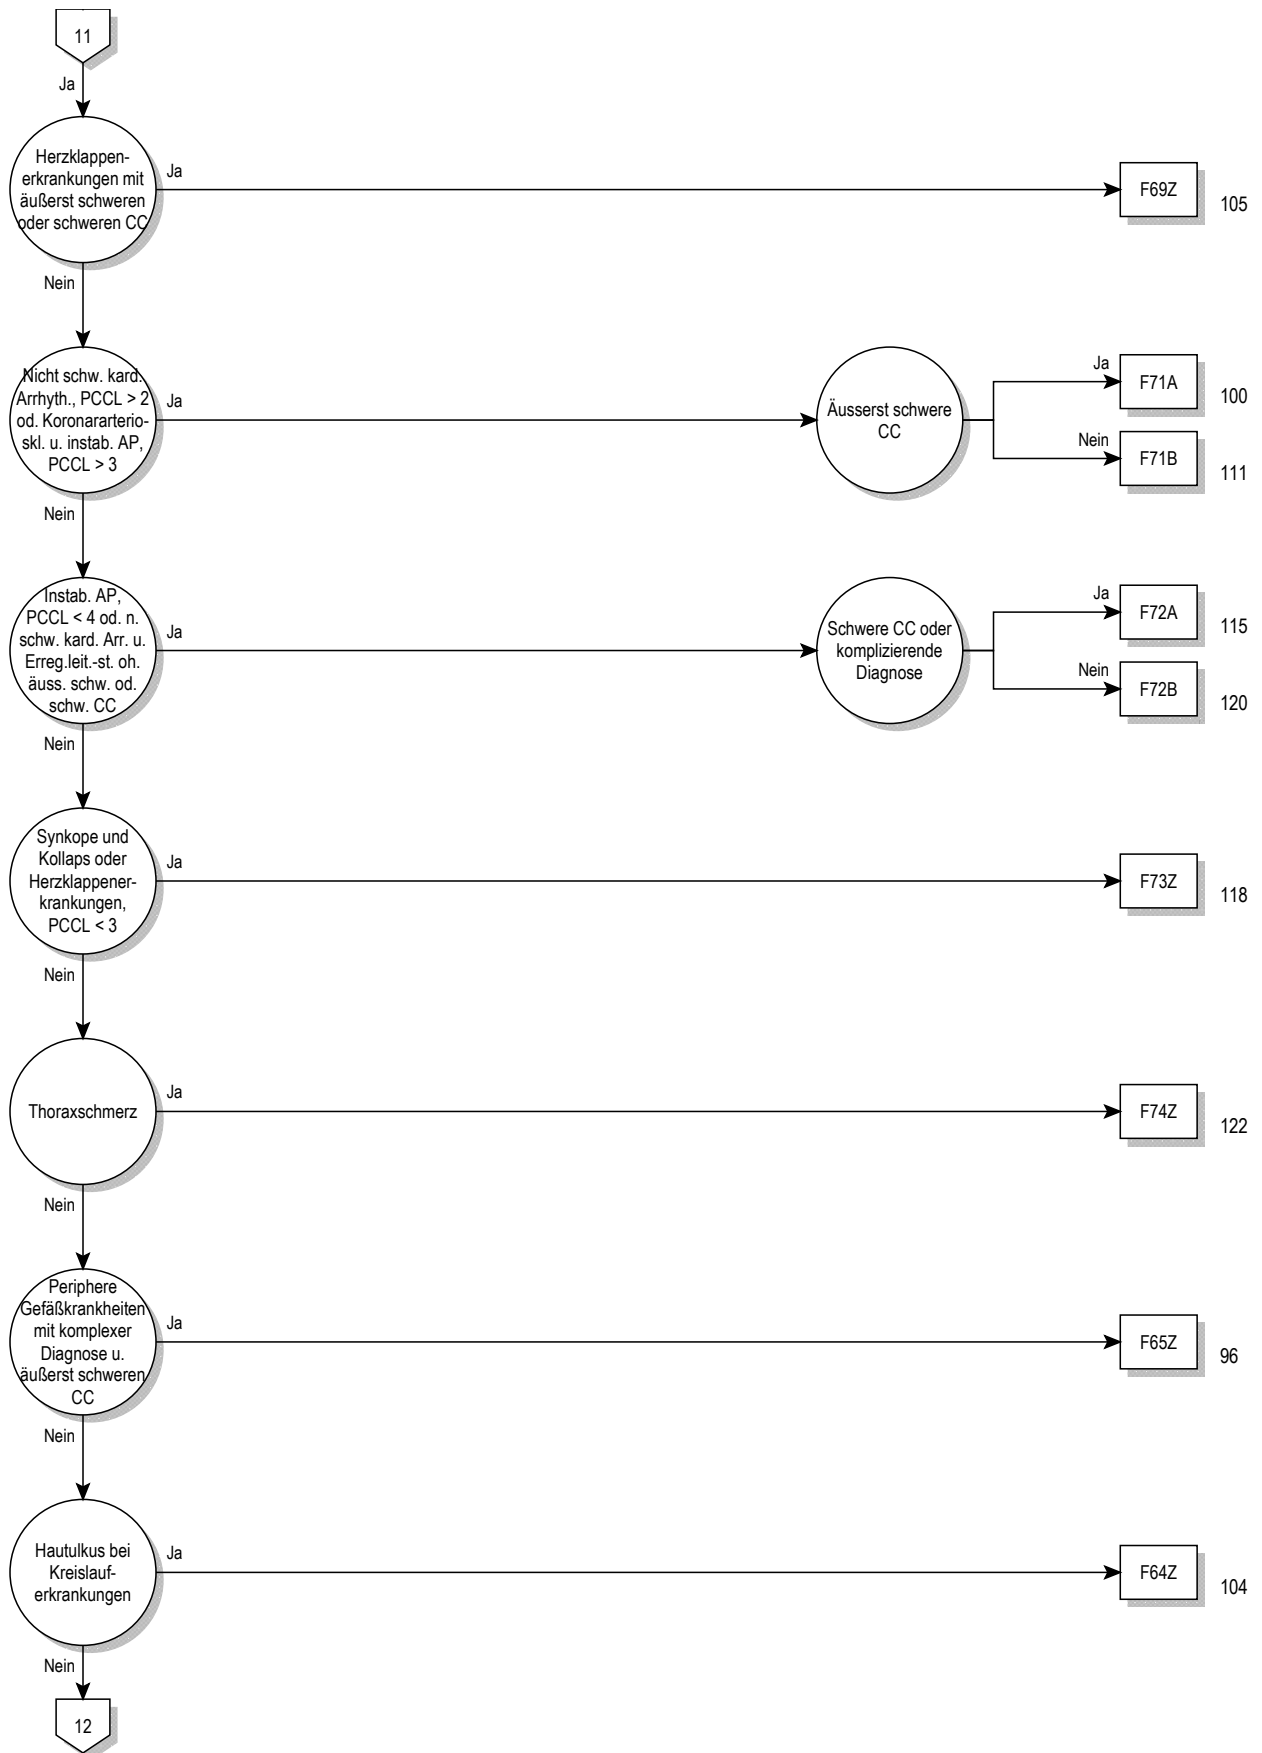 11
Ja
Herzklappen-
erkrankungen mit
äußerst schweren
oder schweren CC
Ja
F69Z
105
Nein
Nicht schw. kard.
Arrhyth., PCCL > 2
od. Koronararterio-
skl. u. instab. AP,
PCCL > 3
Ja
Äusserst schwere
CC
Ja
F71A
100
Nein
F71B
111
Nein
Instab. AP,
PCCL < 4 od. n.
schw. kard. Arr. u.
Erreg.leit.-st. oh.
äuss. schw. od.
schw. CC
Ja
Schwere CC oder
komplizierende
Diagnose
Ja
F72A
115
Nein
F72B
120
Nein
Synkope und
Kollaps oder
Herzklappener-
krankungen,
PCCL < 3
Ja
F73Z
118
Nein
Thoraxschmerz
Ja
F74Z
122
Nein
Periphere
Gefäßkrankheiten
mit komplexer
Diagnose u.
äußerst schweren
CC
Ja
F65Z
96
Nein
Hautulkus bei
Kreislauf-
erkrankungen
Ja
F64Z
104
Nein
12